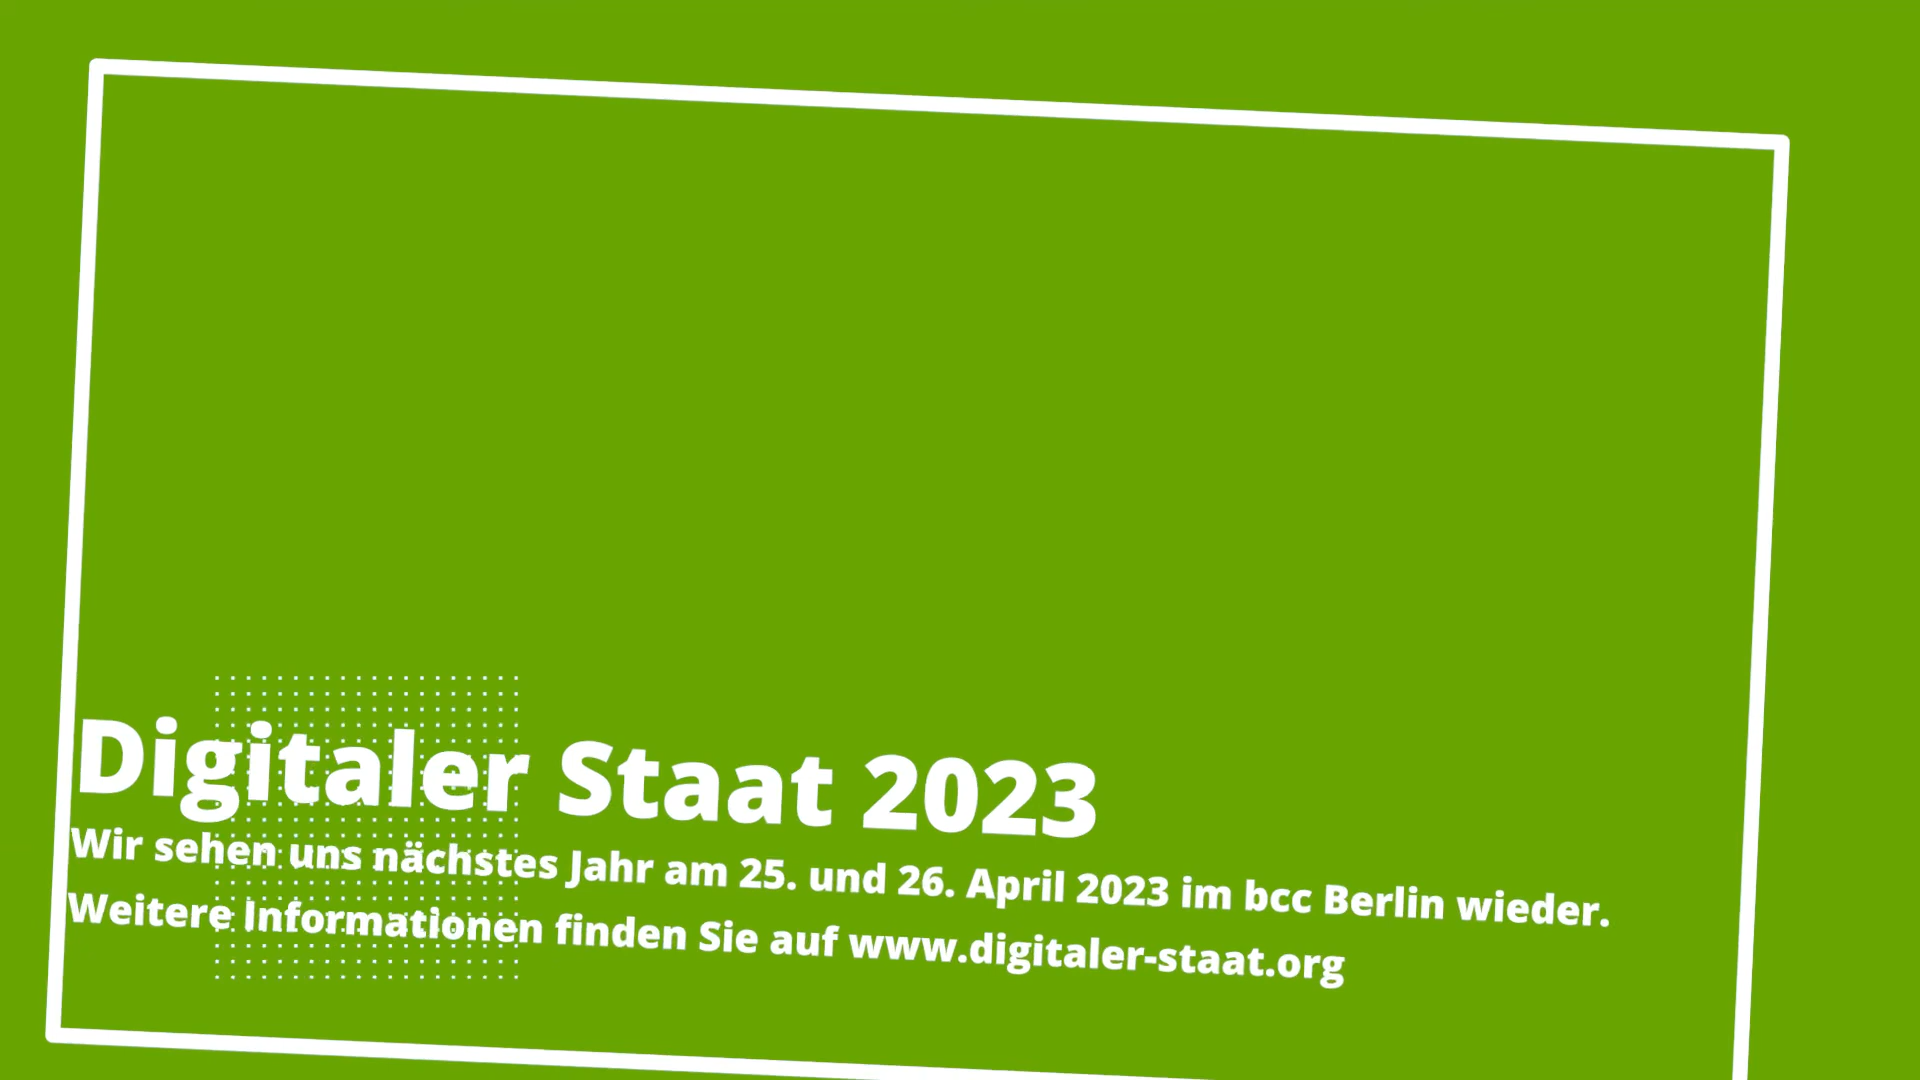 Digitaler Staat 2023
Wir sehen uns nächstes Jahr am 25. und 26. April 2023 im bcc Berlin wieder.
Weitere Informationen finden Sie auf www.digitaler-staat.org